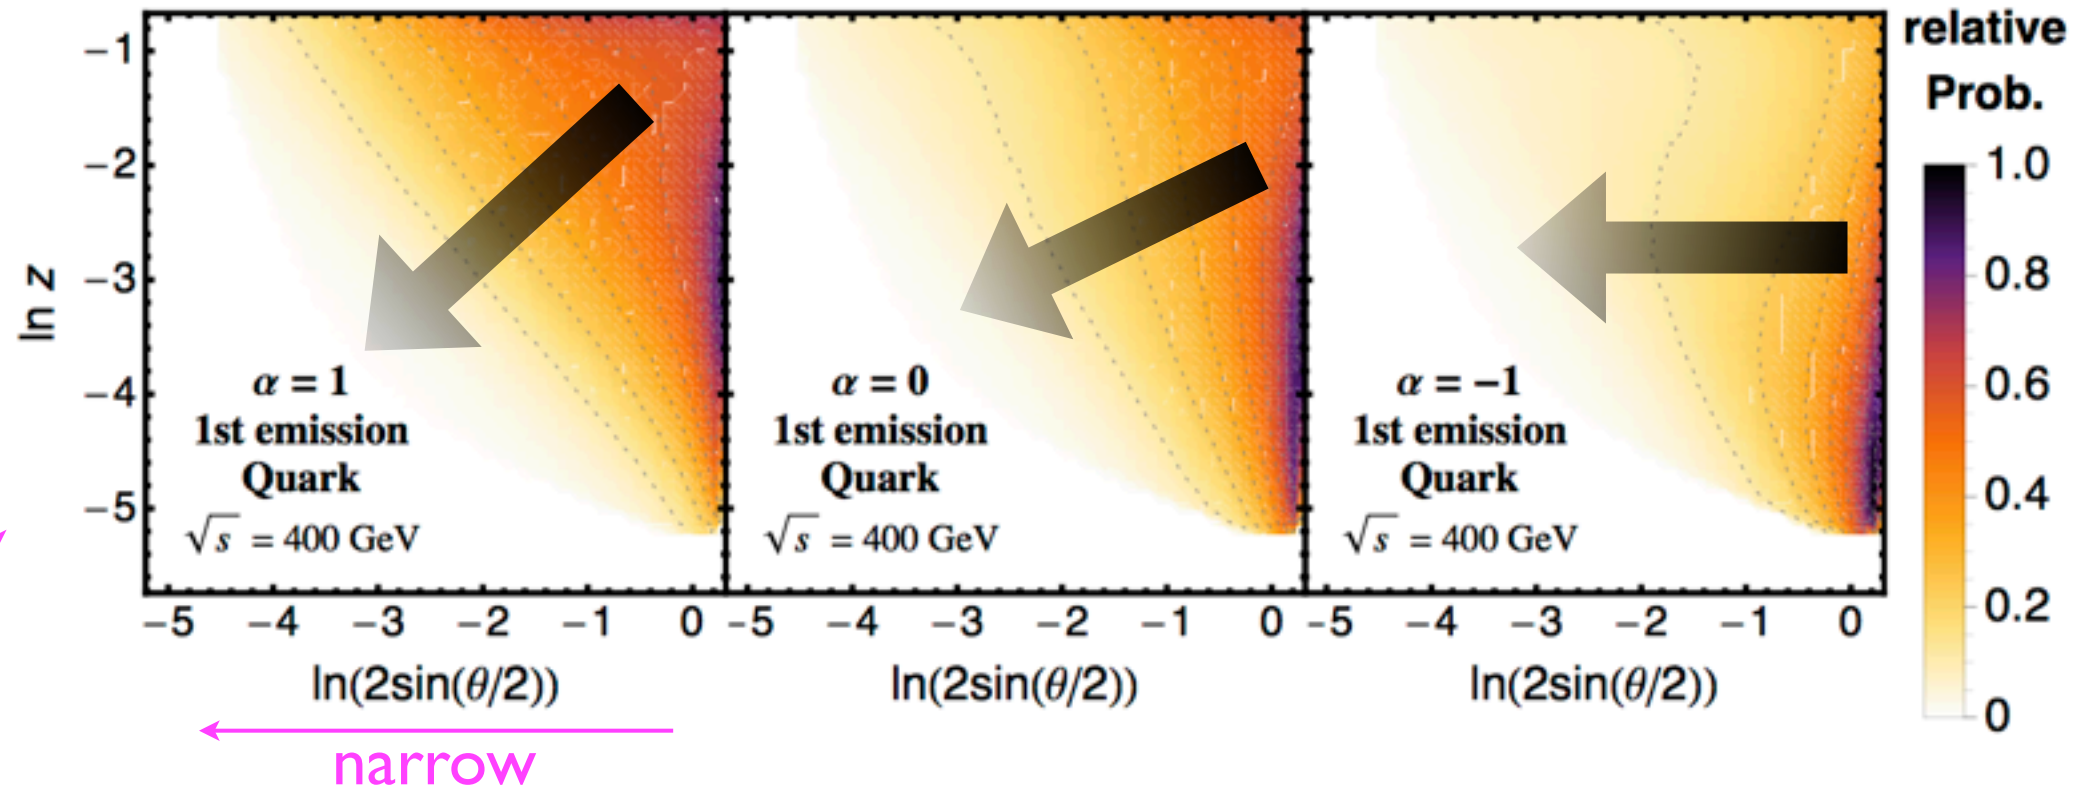 relative
Prob.
−1
−2
−3
−4
−5
ln z
α = 1
1st emission
Quark
√s = 400 GeV
α = 0
1st emission
Quark
√s = 400 GeV
α = −1
1st emission
Quark
√s = 400 GeV
1.0
0.8
0.6
0.4
0.2
0
−5 −4 −3 −2 −1 0
−5 −4 −3 −2 −1 0
−5 −4 −3 −2 −1 0
ln(2sin(θ/2))
ln(2sin(θ/2))
ln(2sin(θ/2))
narrow